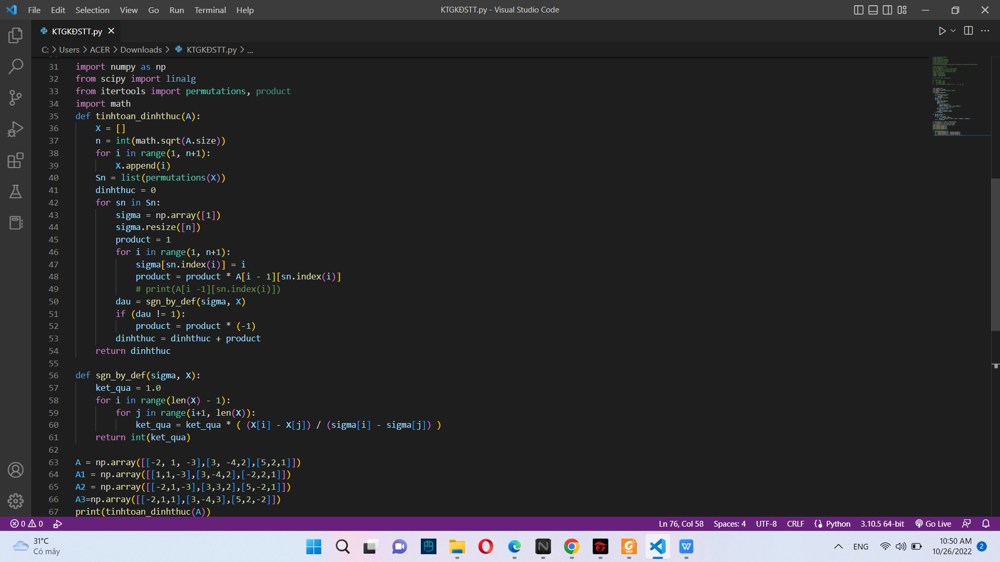 File Edit Selection View Go Run Terminal Help
KTGKĐSTT.py - Visual Studio Code
KTGKĐSTT.py
C: > Users > ACER > Downloads > KTGKĐSTT.py > ...
31 import numpy as np
32 from scipy import linalg
33 from itertools import permutations, product
34 import math
35 def tinhtoan_dinhthuc(A):
36     X = []
37     n = int(math.sqrt(A.size))
38     for i in range(1, n+1):
39         X.append(i)
40     Sn = list(permutations(X))
41     dinhthuc = 0
42     for sn in Sn:
43         sigma = np.array([1])
44         sigma.resize([n])
45         product = 1
46         for i in range(1, n+1):
47             sigma[sn.index(i)] = i
48             product = product * A[i - 1][sn.index(i)]
49             # print(A[i -1][sn.index(i)])
50         dau = sgn_by_def(sigma, X)
51         if (dau != 1):
52             product = product * (-1)
53         dinhthuc = dinhthuc + product
54     return dinhthuc
55
56 def sgn_by_def(sigma, X):
57     ket_qua = 1.0
58     for i in range(len(X) - 1):
59         for j in range(i+1, len(X)):
60             ket_qua = ket_qua * ( (X[i] - X[j]) / (sigma[i] - sigma[j]) )
61     return int(ket_qua)
62
63 A = np.array([[-2, 1, -3],[3, -4,2],[5,2,1]])
64 A1 = np.array([[1,1,-3],[3,-4,2],[-2,2,1]])
65 A2 = np.array([[-2,1,-3],[3,3,2],[5,-2,1]])
66 A3=np.array([[-2,1,1],[3,-4,3],[5,2,-2]])
67 print(tinhtoan_dinhthuc(A))
0 0
Ln 76, Col 58 Spaces: 4 UTF-8 CRLF Python 3.10.5 64-bit Go Live
31°C
Có mây
ENG
10:50 AM
10/26/2022
2